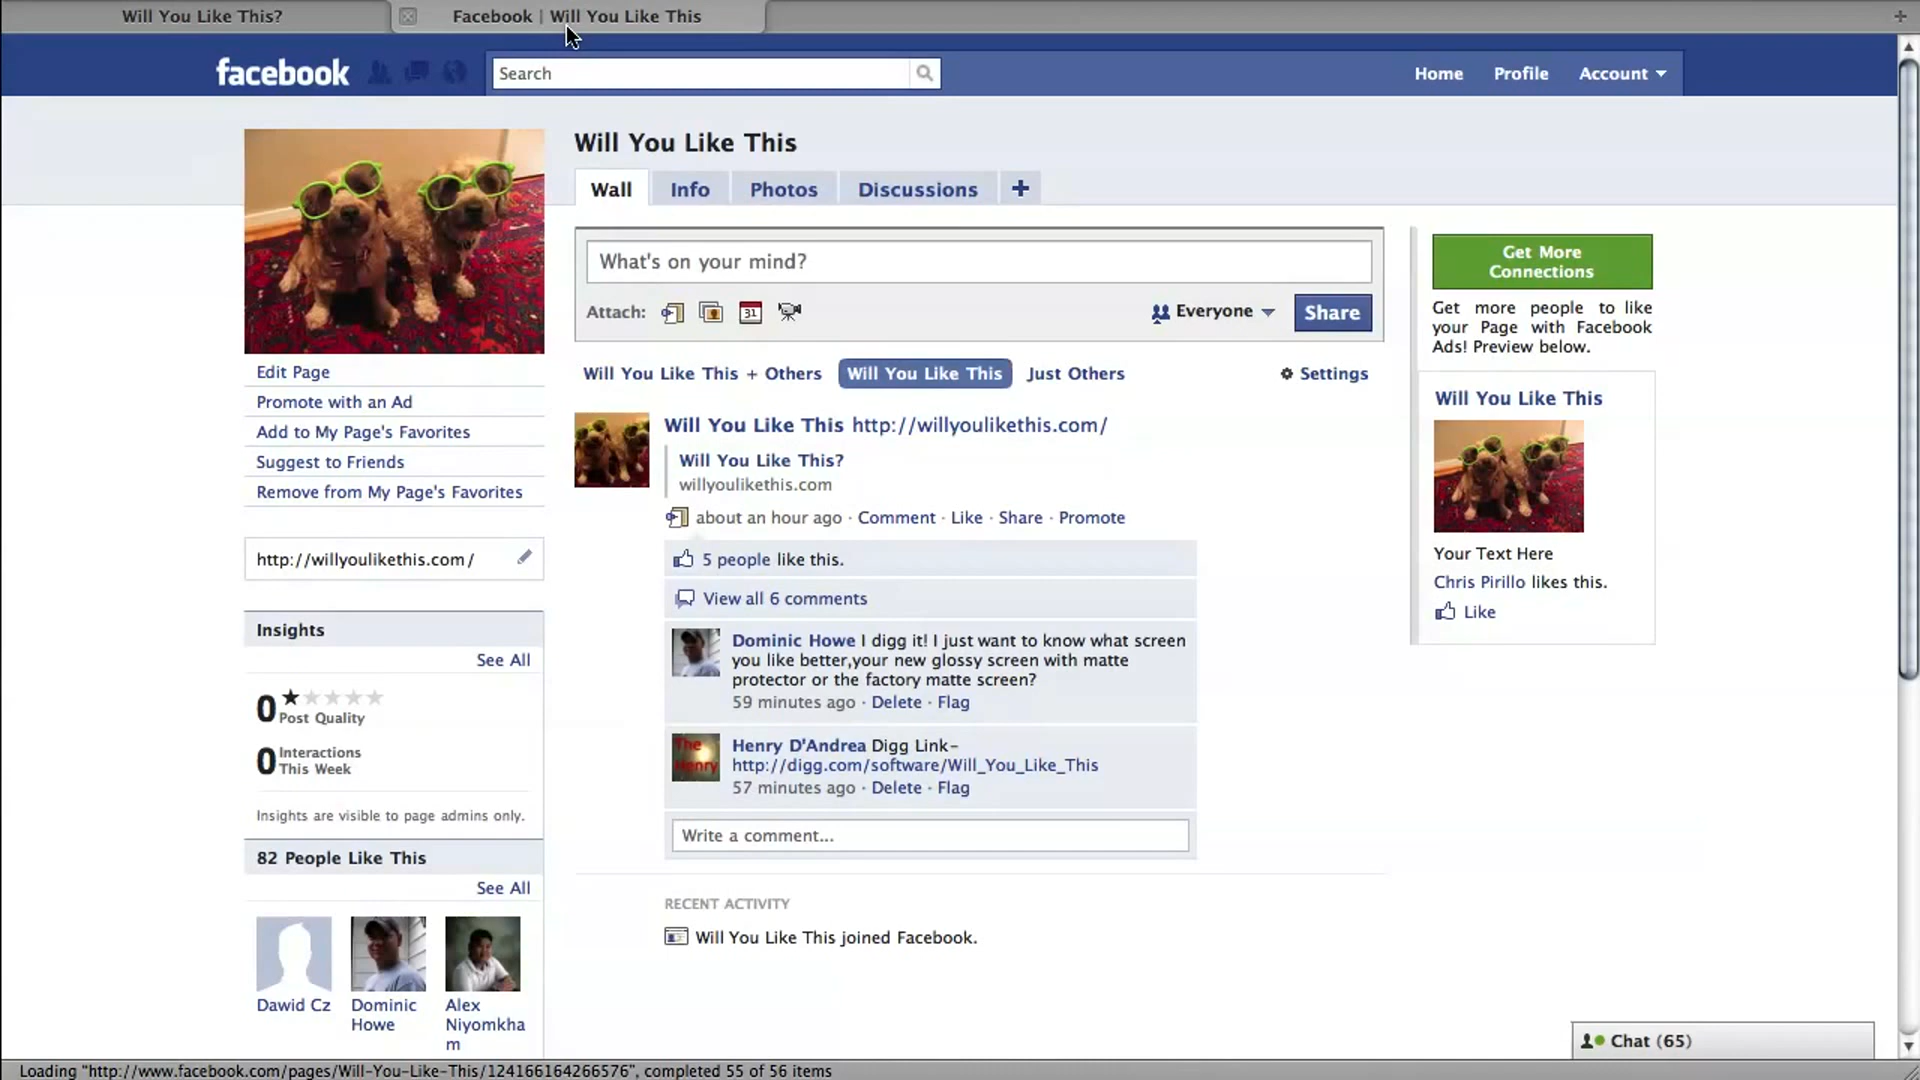 Will You Like This?
Facebook | Will You Like This
facebook
Search
Home
Profile
Account
Will You Like This
Wall
Info
Photos
Discussions
+
What's on your mind?
Attach:
31
Everyone
Share
Get More
Connections
Get more people to like
your Page with Facebook
Ads! Preview below.
Edit Page
Promote with an Ad
Add to My Page's Favorites
Suggest to Friends
Remove from My Page's Favorites
Will You Like This + Others
Will You Like This
Just Others
Settings
Will You Like This http://willyoulikethis.com/
Will You Like This?
willyoulikethis.com
about an hour ago · Comment · Like · Share · Promote
5 people like this.
View all 6 comments
Dominic Howe I digg it! I just want to know what screen
you like better,your new glossy screen with matte
protector or the factory matte screen?
59 minutes ago · Delete · Flag
The
Henry
Henry D'Andrea Digg Link-
http://digg.com/software/Will_You_Like_This
57 minutes ago · Delete · Flag
Write a comment...
RECENT ACTIVITY
Will You Like This joined Facebook.
Will You Like This
Your Text Here
Chris Pirillo likes this.
Like
http://willyoulikethis.com/
Insights
See All
0
Post Quality
0
Interactions
This Week
Insights are visible to page admins only.
82 People Like This
See All
Dawid Cz
Dominic
Howe
Alex
Niyomkha
m
Chat (65)
Loading "http://www.facebook.com/pages/Will-You-Like-This/124166164266576", completed 55 of 56 items